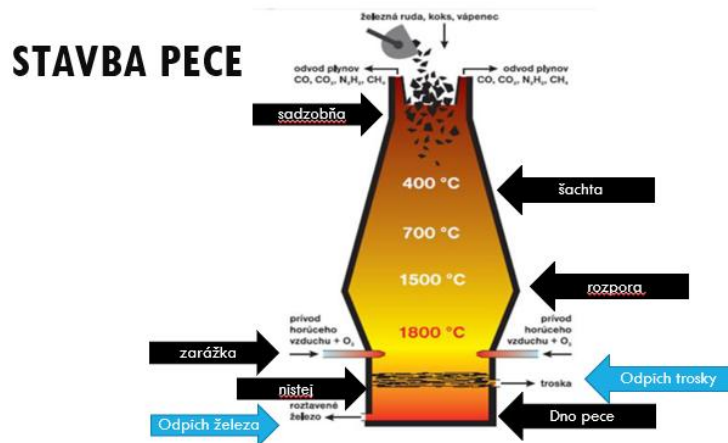 STAVBA PECE
železná ruda, koks, vápenec
odvod plynov
CO, CO₂, N₂H₂, CH₄
odvod plynov
CO, CO₂, N₂H₂, CH₄
sadzobňa
400 °C
šachta
700 °C
1500 °C
rozpora
prívod
horúceho
vzduchu + O₂
1800 °C
prívod
horúceho
vzduchu + O₂
zarážka
nístej
troska
Odpich trosky
Odpich železa
roztavené
železo
Dno pece